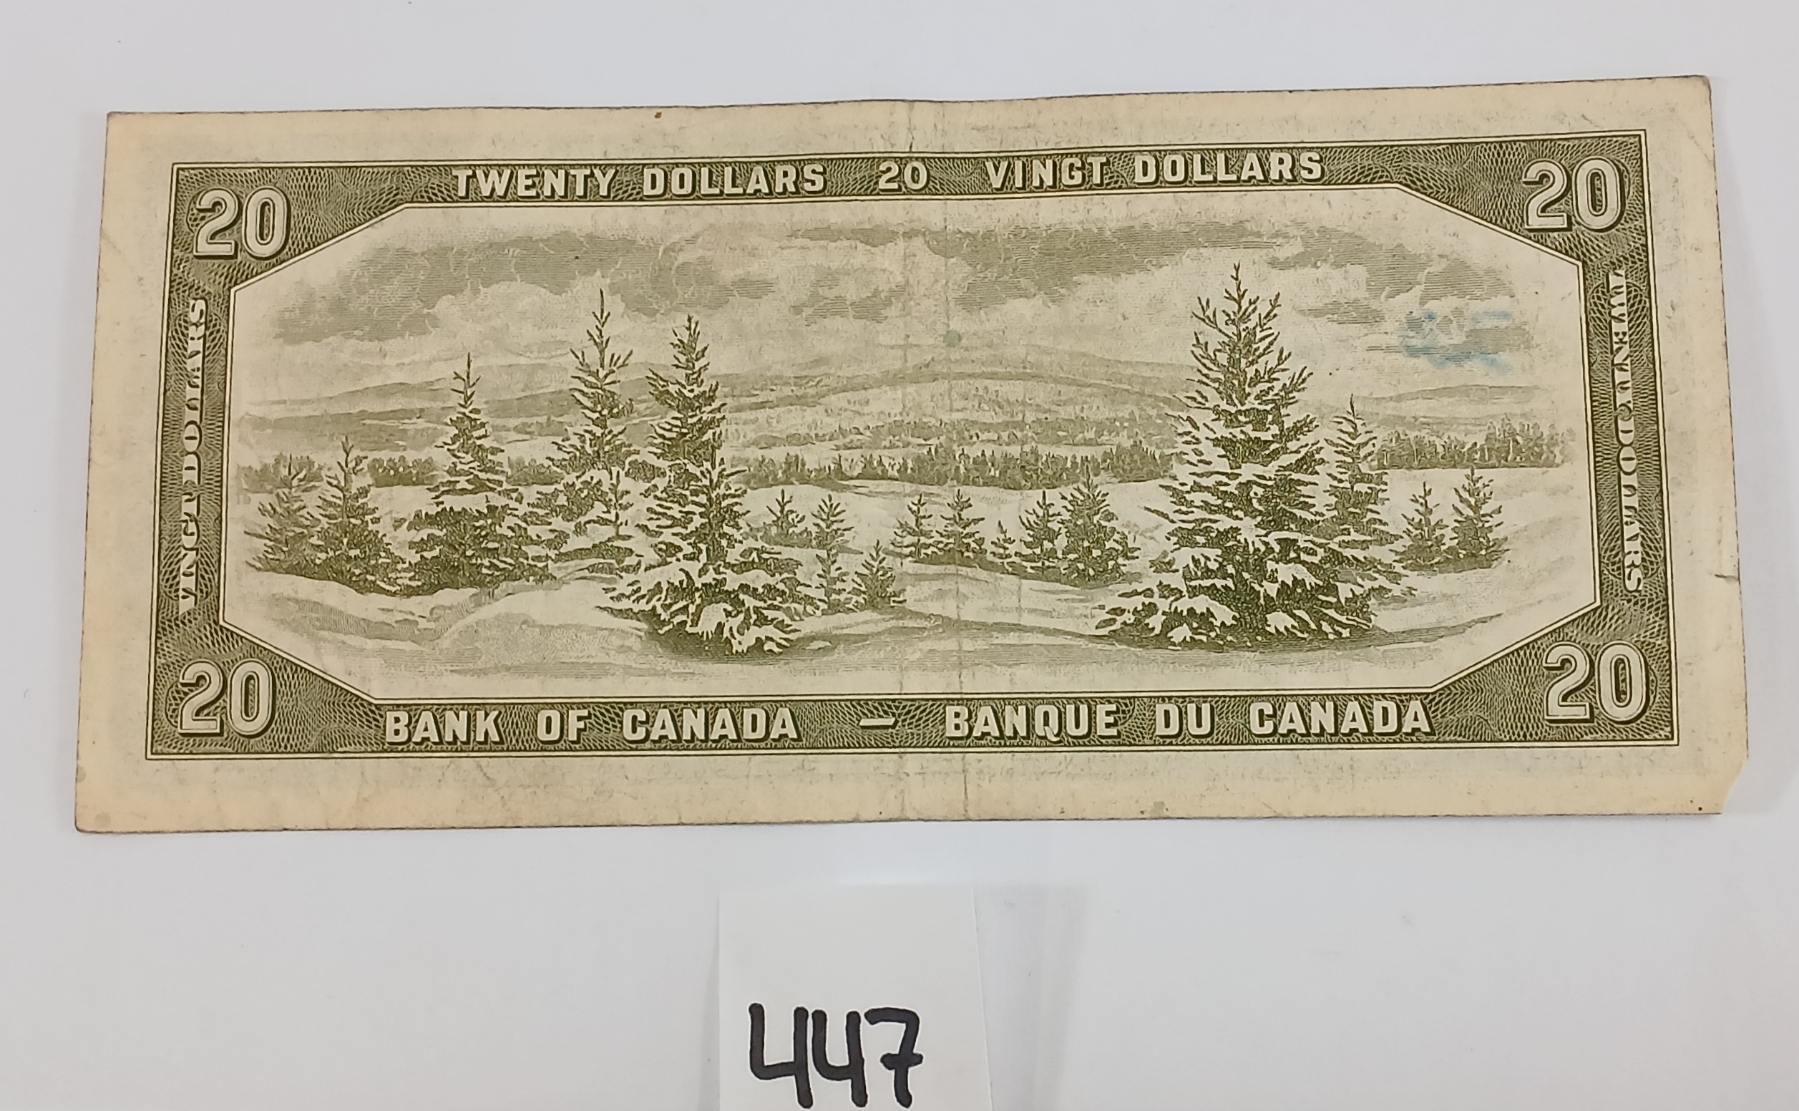 TWENTY DOLLARS 20 VINGT DOLLARS
20
20
VINGT DOLLARS
TWENTY DOLLARS
20
20
BANK OF CANADA — BANQUE DU CANADA
447